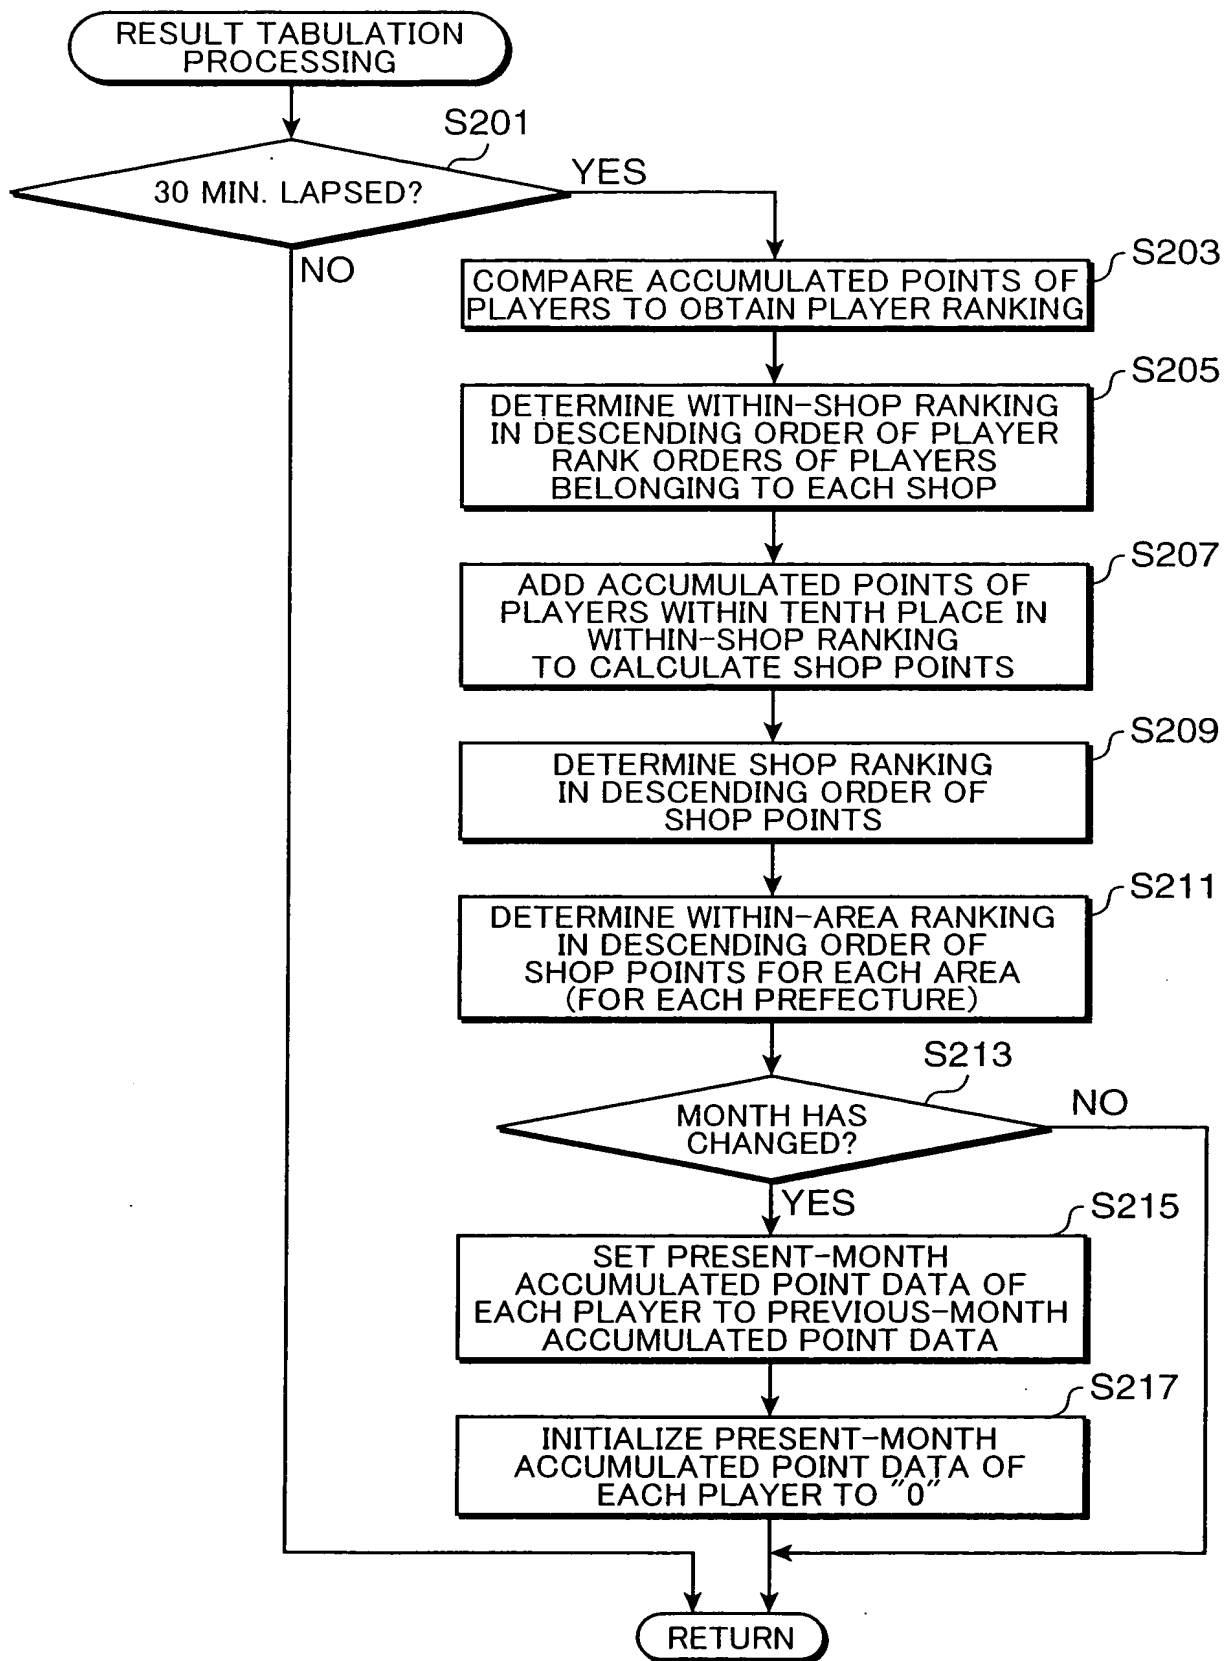 RESULT TABULATION
PROCESSING
S201
30 MIN. LAPSED?
YES
NO
S203
COMPARE ACCUMULATED POINTS OF
PLAYERS TO OBTAIN PLAYER RANKING
S205
DETERMINE WITHIN-SHOP RANKING
IN DESCENDING ORDER OF PLAYER
RANK ORDERS OF PLAYERS
BELONGING TO EACH SHOP
S207
ADD ACCUMULATED POINTS OF
PLAYERS WITHIN TENTH PLACE IN
WITHIN-SHOP RANKING
TO CALCULATE SHOP POINTS
S209
DETERMINE SHOP RANKING
IN DESCENDING ORDER OF
SHOP POINTS
S211
DETERMINE WITHIN-AREA RANKING
IN DESCENDING ORDER OF
SHOP POINTS FOR EACH AREA
(FOR EACH PREFECTURE)
S213
MONTH HAS
CHANGED?
NO
YES
S215
SET PRESENT-MONTH
ACCUMULATED POINT DATA OF
EACH PLAYER TO PREVIOUS-MONTH
ACCUMULATED POINT DATA
S217
INITIALIZE PRESENT-MONTH
ACCUMULATED POINT DATA OF
EACH PLAYER TO "0"
RETURN